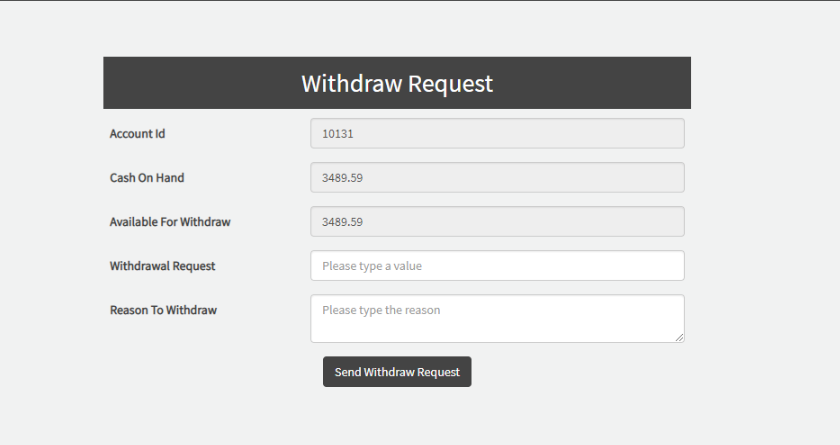 Withdraw Request
Account Id
10131
Cash On Hand
3489.59
Available For Withdraw
3489.59
Withdrawal Request
Please type a value
Reason To Withdraw
Please type the reason
Send Withdraw Request